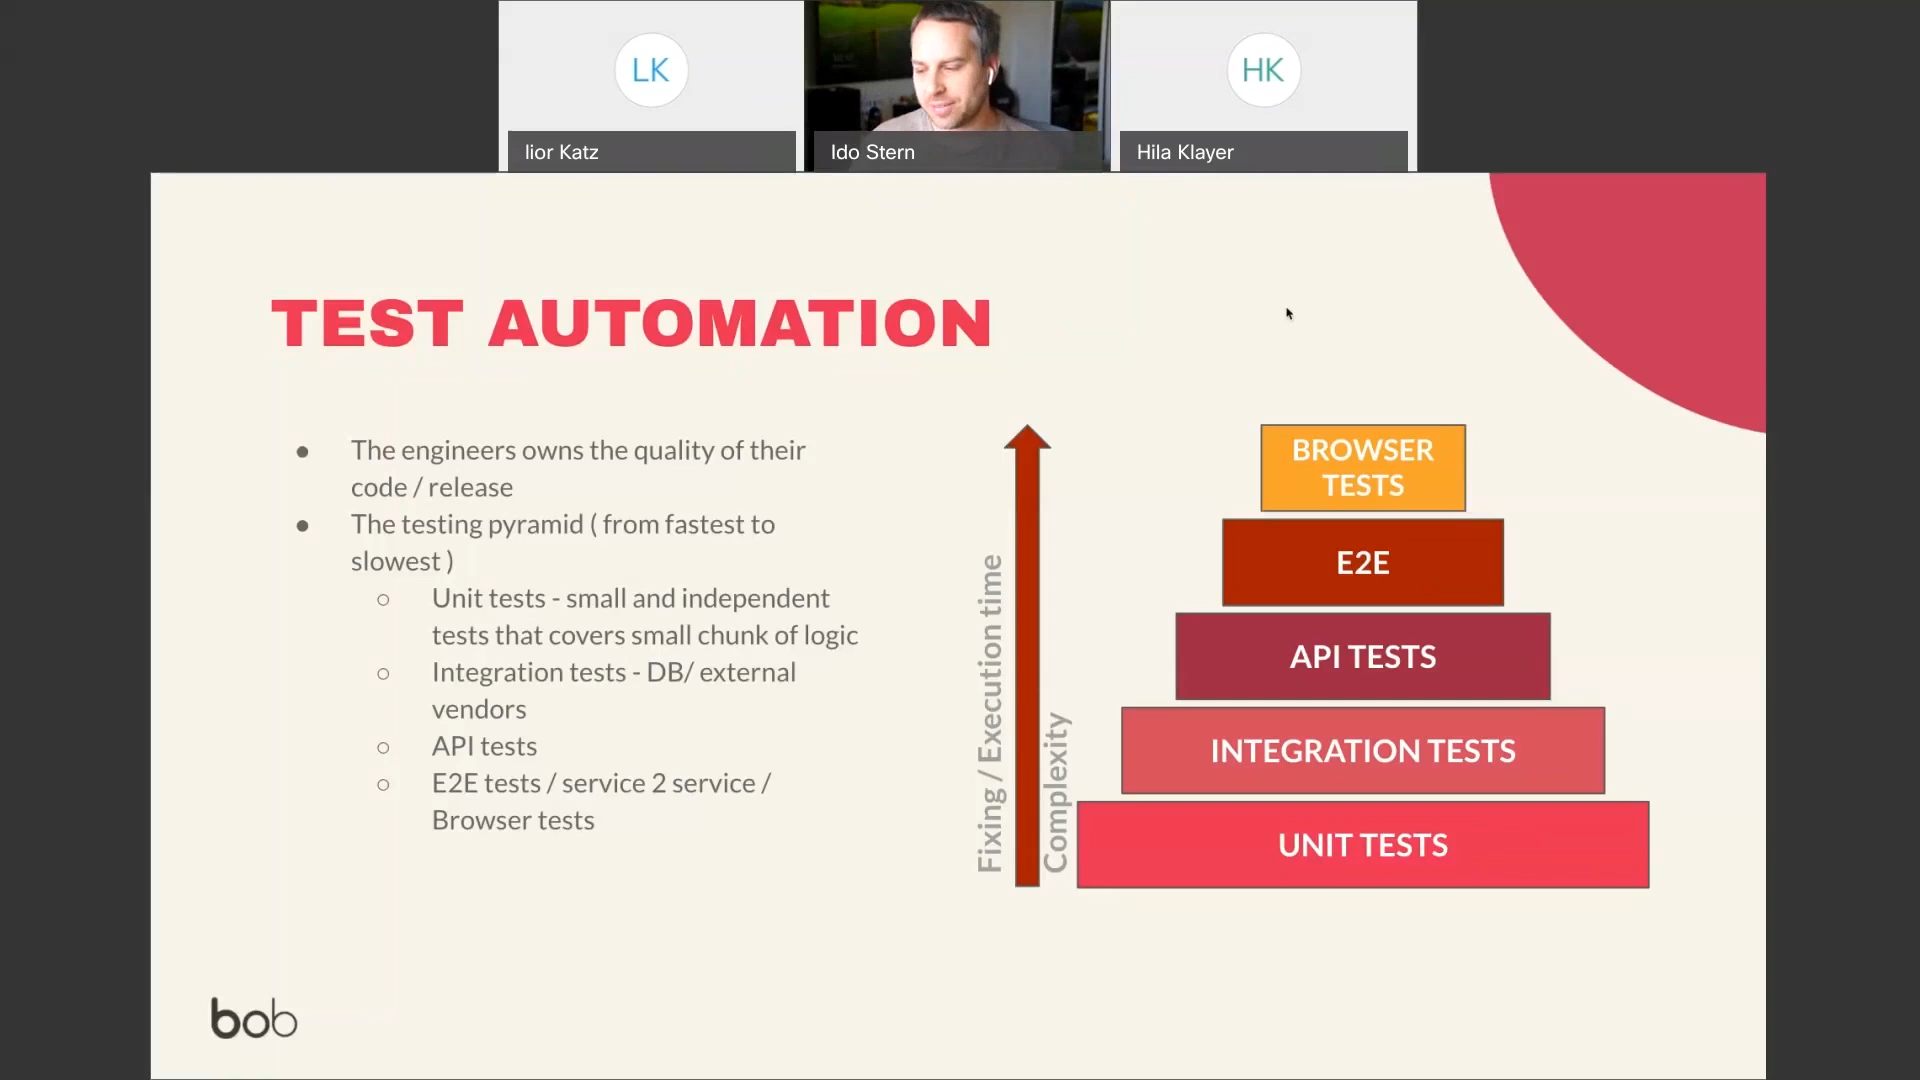 LK
HK
lior Katz
Ido Stern
Hila Klayer
TEST AUTOMATION
● The engineers owns the quality of their
code / release
● The testing pyramid ( from fastest to
slowest )
○ Unit tests - small and independent
tests that covers small chunk of logic
○ Integration tests - DB/ external
vendors
○ API tests
○ E2E tests / service 2 service /
Browser tests
Fixing / Execution time
Complexity
BROWSER
TESTS
E2E
API TESTS
INTEGRATION TESTS
UNIT TESTS
bob